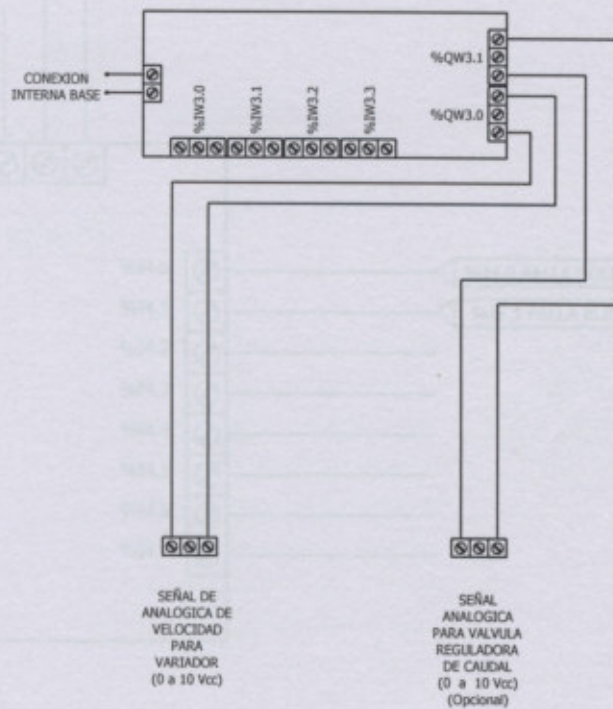 %QW3.1
CONEXION
INTERNA BASE
%IW3.0
%IW3.1
%IW3.2
%IW3.3
%QW3.0
SEÑAL DE
ANALOGICA DE
VELOCIDAD
PARA
VARIADOR
(0 a 10 Vcc)
SEÑAL
ANALOGICA
PARA VALVULA
REGULADORA
DE CAUDAL
(0 a 10 Vcc)
(Opcional)